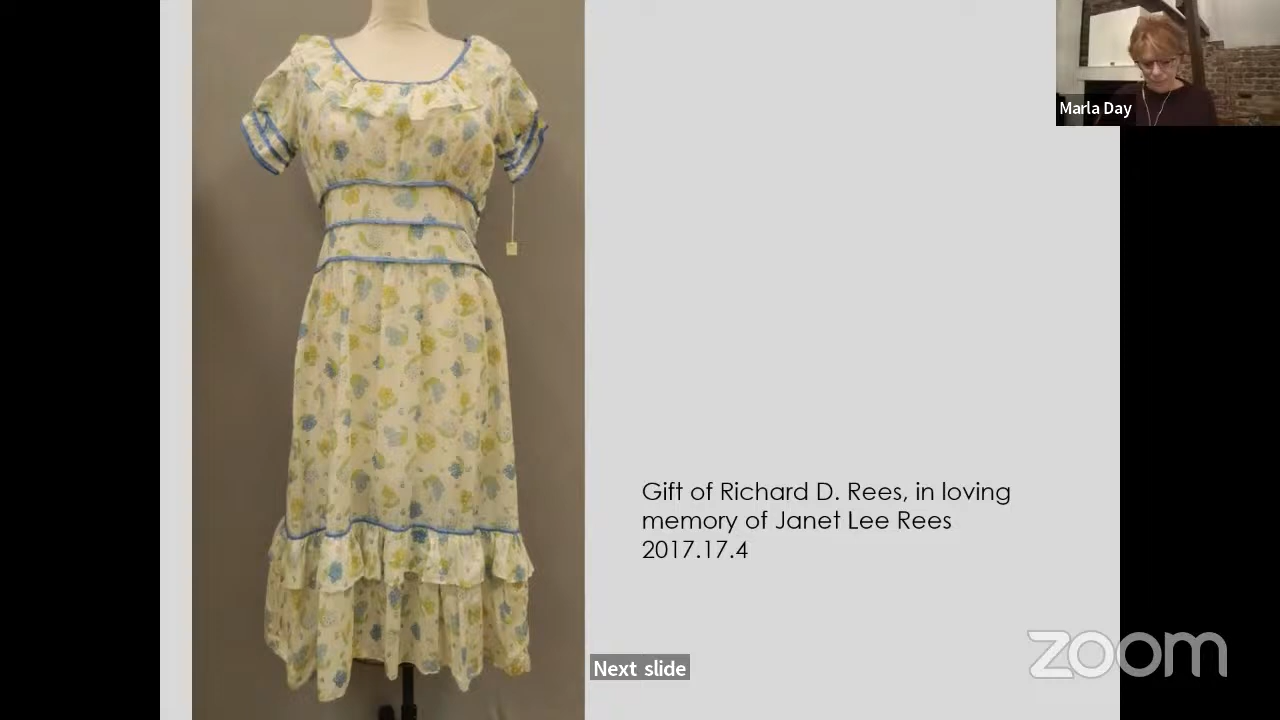 Marla Day
Gift of Richard D. Rees, in loving
memory of Janet Lee Rees
2017.17.4
Next slide
zoom